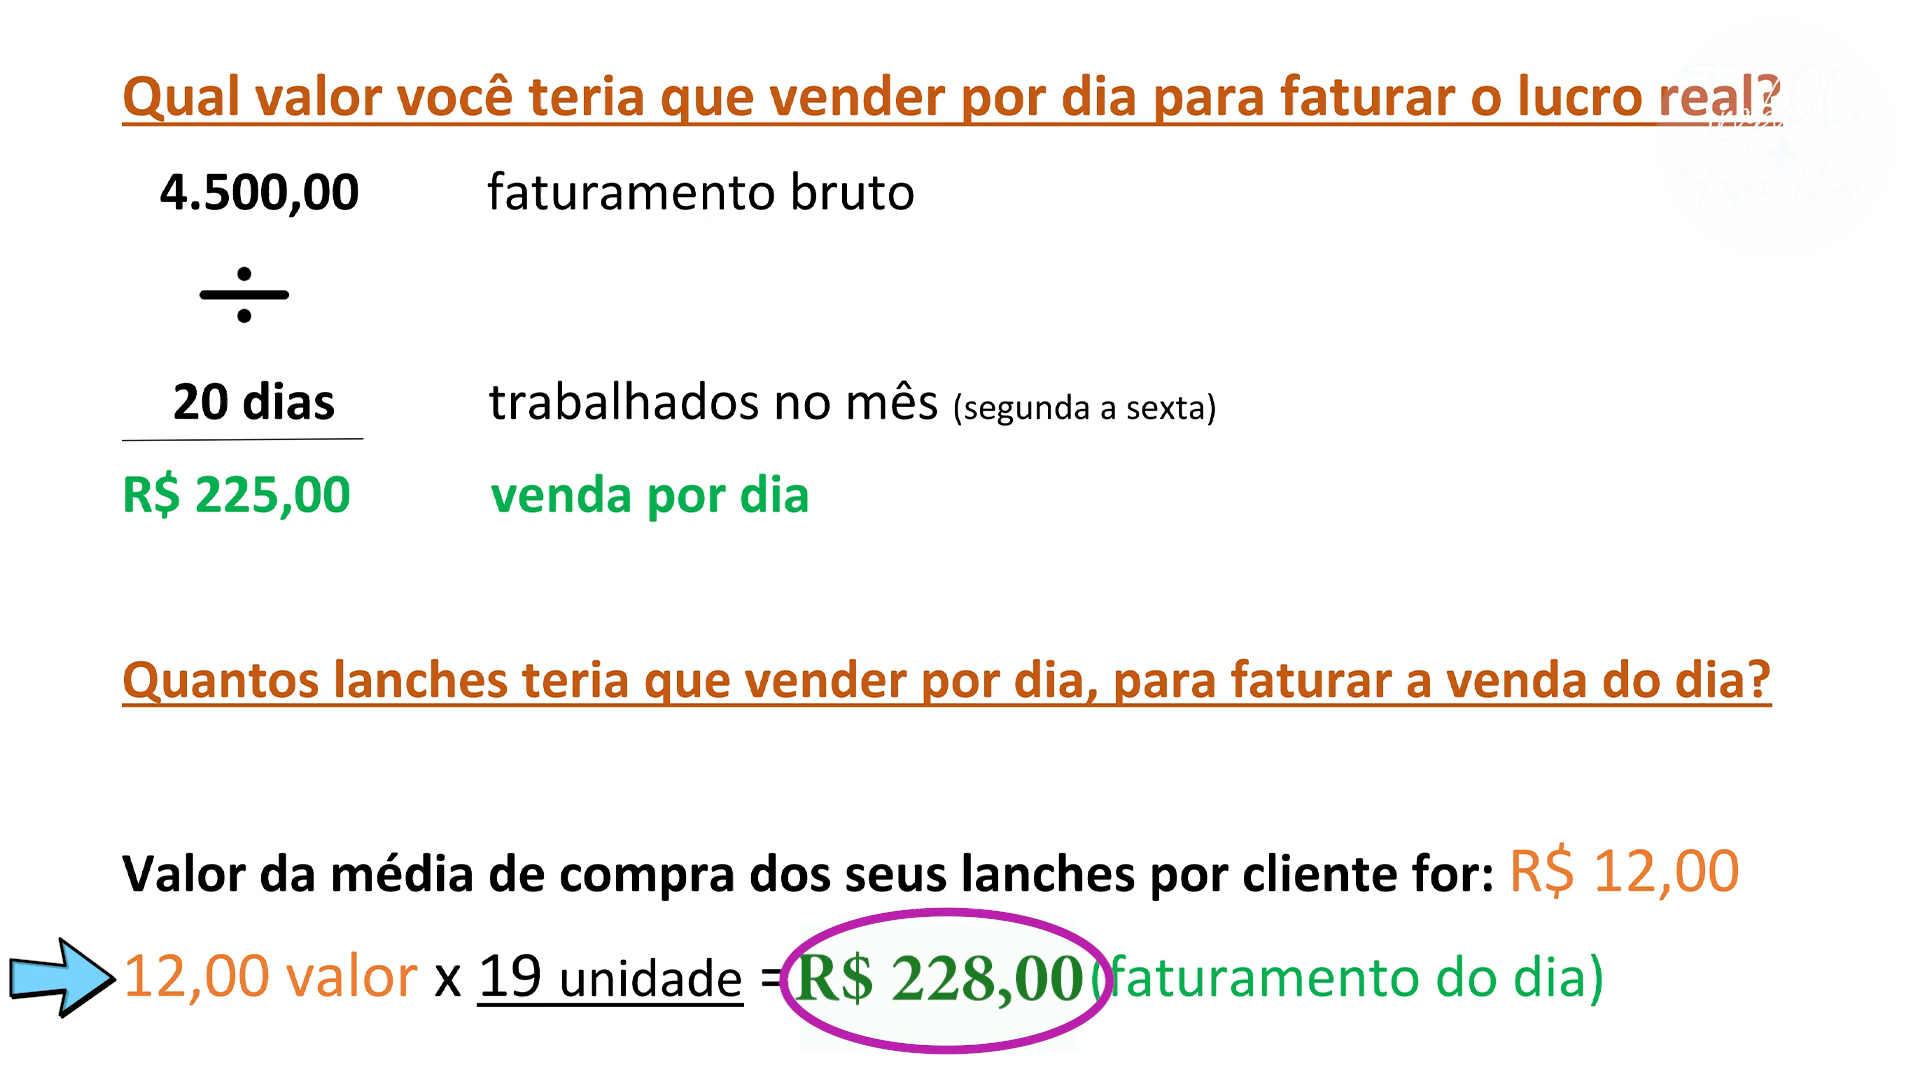 Qual valor você teria que vender por dia para faturar o lucro real?
4.500,00 faturamento bruto
÷
20 dias trabalhados no mês (segunda a sexta)
R$ 225,00 venda por dia
Quantos lanches teria que vender por dia, para faturar a venda do dia?
Valor da média de compra dos seus lanches por cliente for: R$ 12,00
12,00 valor x 19 unidade = R$ 228,00 (faturamento do dia)